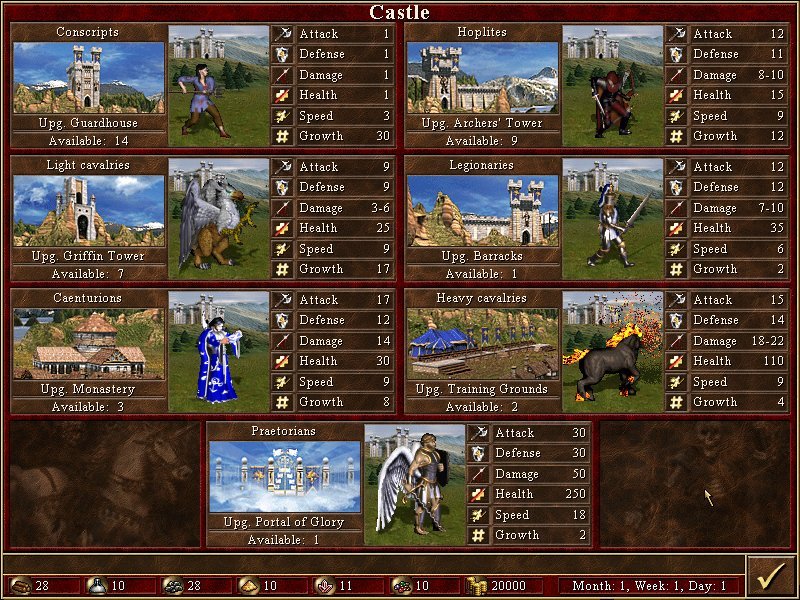 Castle
Conscripts
Attack 1
Defense 1
Damage 1
Health 1
Speed 3
Growth 30
Upg. Guardhouse
Available: 14
Hoplites
Attack 12
Defense 11
Damage 8-10
Health 15
Speed 9
Growth 12
Upg. Archers' Tower
Available: 9
Light cavalries
Attack 9
Defense 9
Damage 3-6
Health 25
Speed 9
Growth 17
Upg. Griffin Tower
Available: 7
Legionaries
Attack 12
Defense 12
Damage 7-10
Health 35
Speed 6
Growth 2
Upg. Barracks
Available: 1
Caenturions
Attack 17
Defense 12
Damage 14
Health 30
Speed 9
Growth 8
Upg. Monastery
Available: 3
Heavy cavalries
Attack 15
Defense 14
Damage 18-22
Health 110
Speed 9
Growth 4
Upg. Training Grounds
Available: 2
Praetorians
Attack 30
Defense 30
Damage 50
Health 250
Speed 18
Growth 2
Upg. Portal of Glory
Available: 1
28 10 28 10 11 10 20000 Month: 1, Week: 1, Day: 1